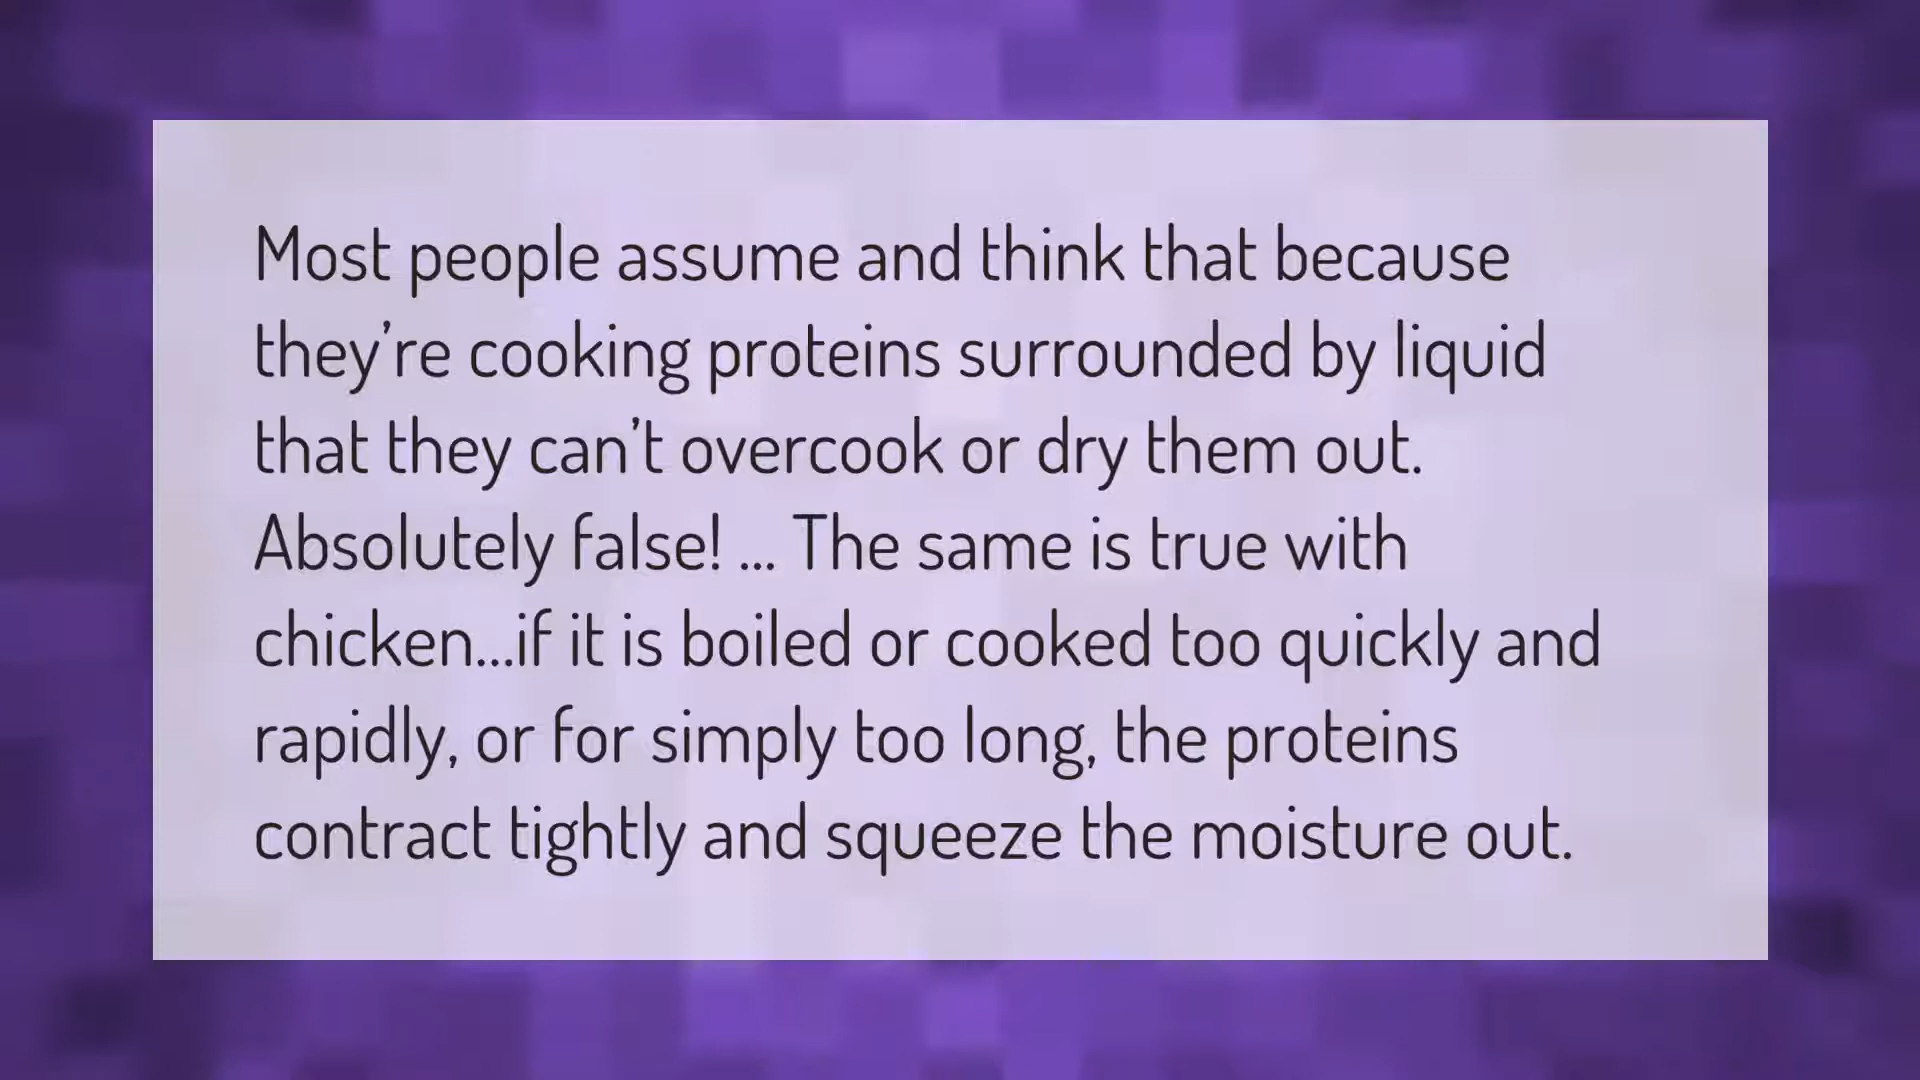 Most people assume and think that because
they’re cooking proteins surrounded by liquid
that they can’t overcook or dry them out.
Absolutely false! ... The same is true with
chicken...if it is boiled or cooked too quickly and
rapidly, or for simply too long, the proteins
contract tightly and squeeze the moisture out.